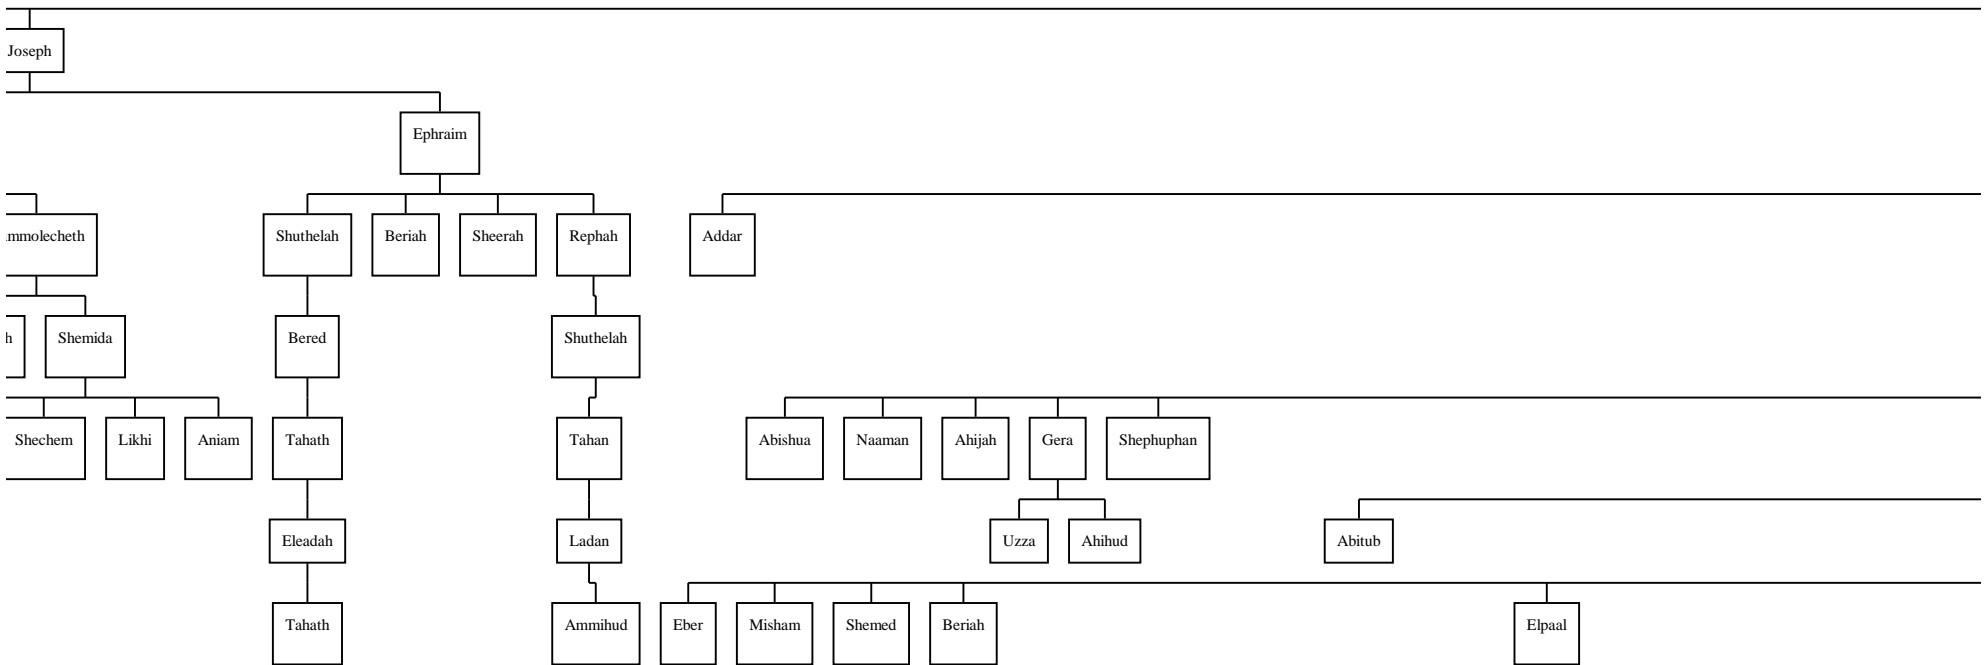 Joseph
Ephraim
ammolecheth
Shuthelah
Beriah
Sheerah
Rephah
Addar
h
Shemida
Bered
Shuthelah
Shechem
Likhi
Aniam
Tahath
Tahan
Abishua
Naaman
Ahijah
Gera
Shephuphan
Eleadah
Ladan
Uzza
Ahihud
Abitub
Tahath
Ammihud
Eber
Misham
Shemed
Beriah
Elpaal